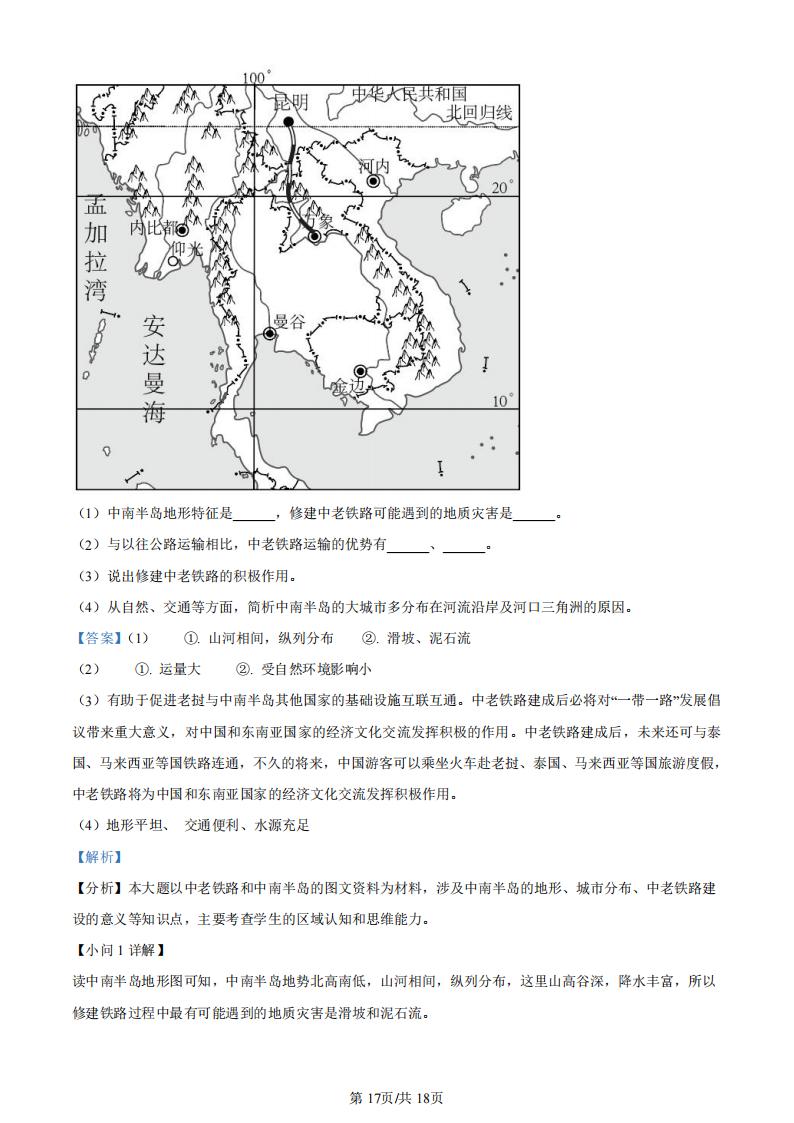 100°
昆明
中华人民共和国
北回归线
河内
20°
孟加拉湾
内比都
万象
仰光
安达曼海
曼谷
金边
10°
（1）中南半岛地形特征是______，修建中老铁路可能遇到的地质灾害是______。
（2）与以往公路运输相比，中老铁路运输的优势有______、______。
（3）说出修建中老铁路的积极作用。
（4）从自然、交通等方面，简析中南半岛的大城市多分布在河流沿岸及河口三角洲的原因。
【答案】（1） ①. 山河相间，纵列分布 ②. 滑坡、泥石流
（2） ①. 运量大 ②. 受自然环境影响小
（3）有助于促进老挝与中南半岛其他国家的基础设施互联互通。中老铁路建成后必将对“一带一路”发展倡
议带来重大意义，对中国和东南亚国家的经济文化交流发挥积极的作用。中老铁路建成后，未来还可与泰
国、马来西亚等国铁路连通，不久的将来，中国游客可以乘坐火车赴老挝、泰国、马来西亚等国旅游度假，
中老铁路将为中国和东南亚国家的经济文化交流发挥积极作用。
（4）地形平坦、 交通便利、水源充足
【解析】
【分析】本大题以中老铁路和中南半岛的图文资料为材料，涉及中南半岛的地形、城市分布、中老铁路建
设的意义等知识点，主要考查学生的区域认知和思维能力。
【小问 1 详解】
读中南半岛地形图可知，中南半岛地势北高南低，山河相间，纵列分布，这里山高谷深，降水丰富，所以
修建铁路过程中最有可能遇到的地质灾害是滑坡和泥石流。
第 17页/共 18页